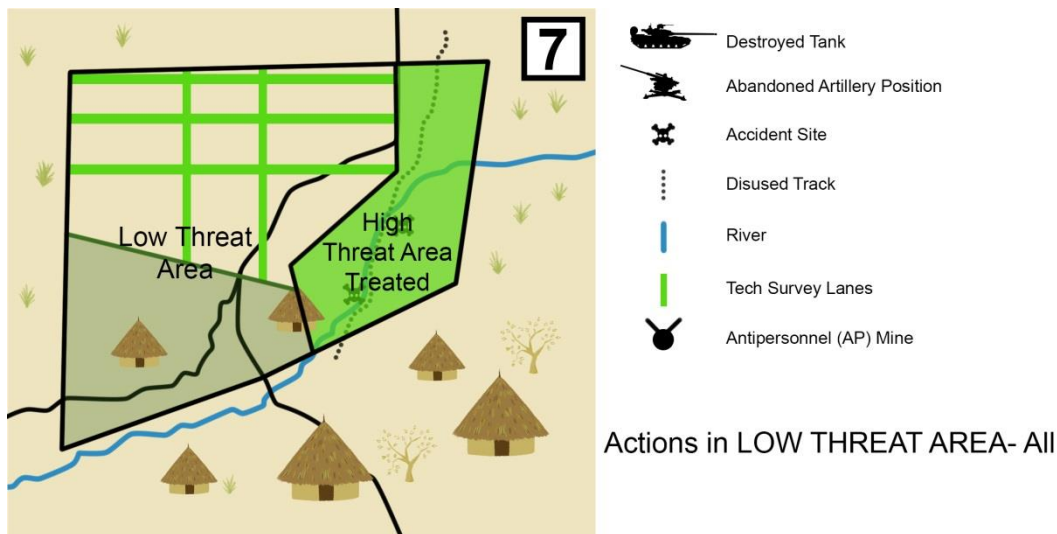 7
Low Threat
Area
High
Threat Area
Treated
Destroyed Tank
Abandoned Artillery Position
Accident Site
Disused Track
River
Tech Survey Lanes
Antipersonnel (AP) Mine
Actions in LOW THREAT AREA- All